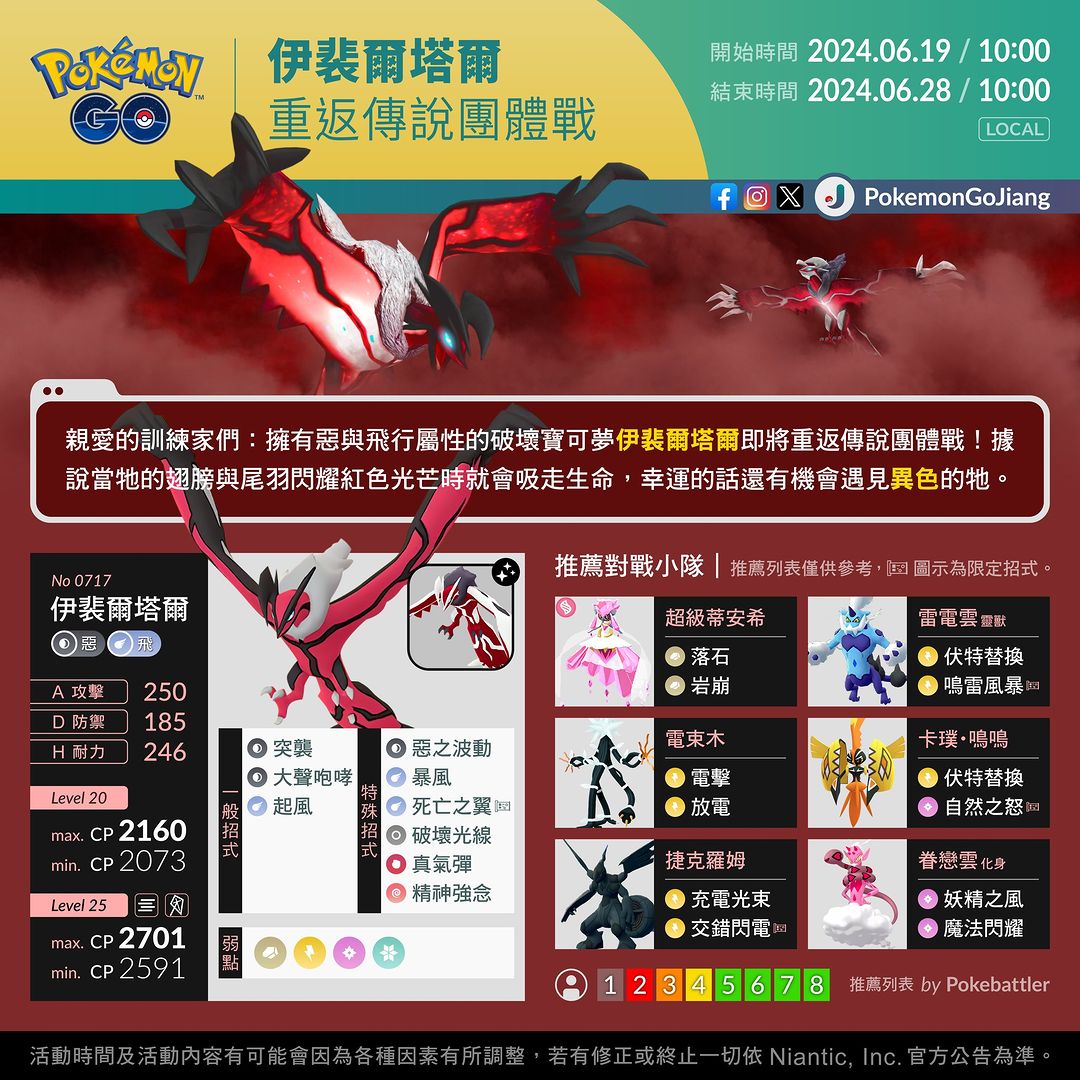 POKÉMON GO™
伊裴爾塔爾
重返傳說團體戰
開始時間 2024.06.19 / 10:00
結束時間 2024.06.28 / 10:00
LOCAL
PokemonGoJiang
親愛的訓練家們：擁有惡與飛行屬性的破壞寶可夢伊裴爾塔爾即將重返傳說團體戰！據
說當牠的翅膀與尾羽閃耀紅色光芒時就會吸走生命，幸運的話還有機會遇見異色的牠。
No 0717
伊裴爾塔爾
惡 飛
A 攻擊 250
D 防禦 185
H 耐力 246
Level 20
max. CP 2160
min. CP 2073
Level 25
max. CP 2701
min. CP 2591
一般招式
突襲
大聲咆哮
起風
特殊招式
惡之波動
暴風
死亡之翼
破壞光線
真氣彈
精神強念
弱點
推薦對戰小隊｜推薦列表僅供參考，圖示為限定招式。
超級蒂安希
落石
岩崩
雷電雲 靈獸
伏特替換
鳴雷風暴
電束木
電擊
放電
卡璞·鳴鳴
伏特替換
自然之怒
捷克羅姆
充電光束
交錯閃電
眷戀雲 化身
妖精之風
魔法閃耀
1 2 3 4 5 6 7 8
推薦列表 by Pokebattler
活動時間及活動內容有可能會因為各種因素有所調整，若有修正或終止一切依 Niantic, Inc. 官方公告為準。